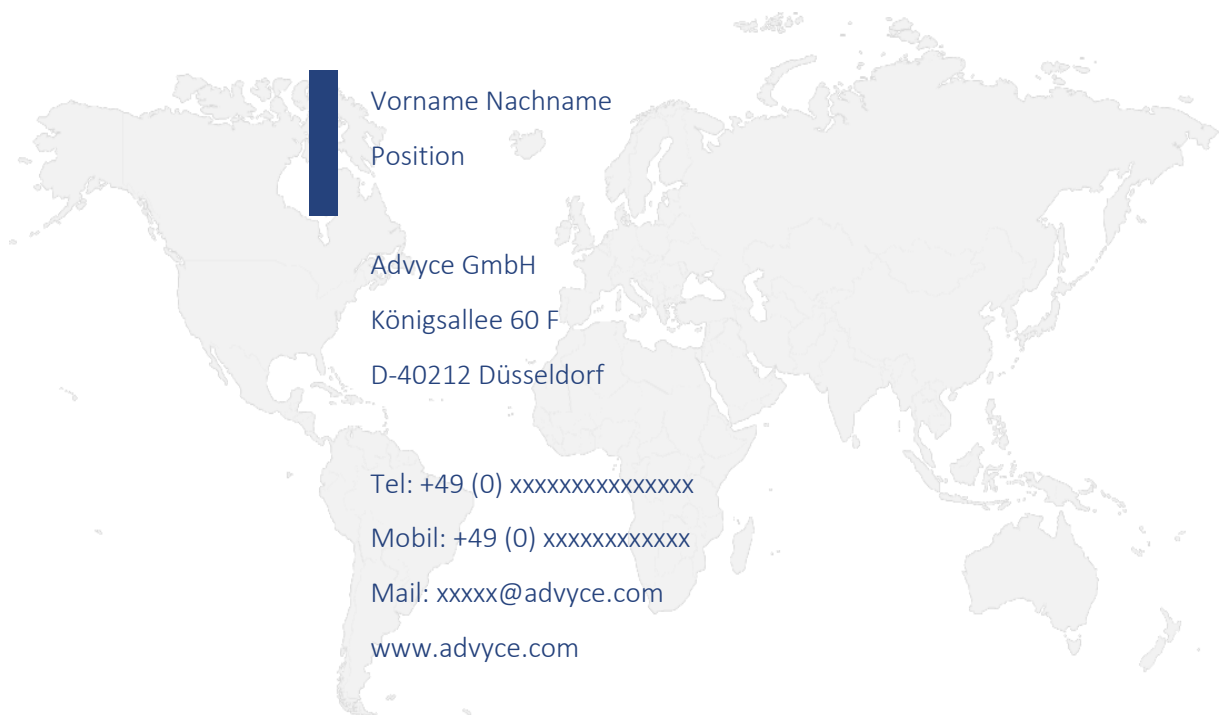 Vorname Nachname
Position
Advyce GmbH
Königsallee 60 F
D-40212 Düsseldorf
Tel: +49 (0) xxxxxxxxxxxxxxx
Mobil: +49 (0) xxxxxxxxxxxx
Mail: xxxxx@advyce.com
www.advyce.com